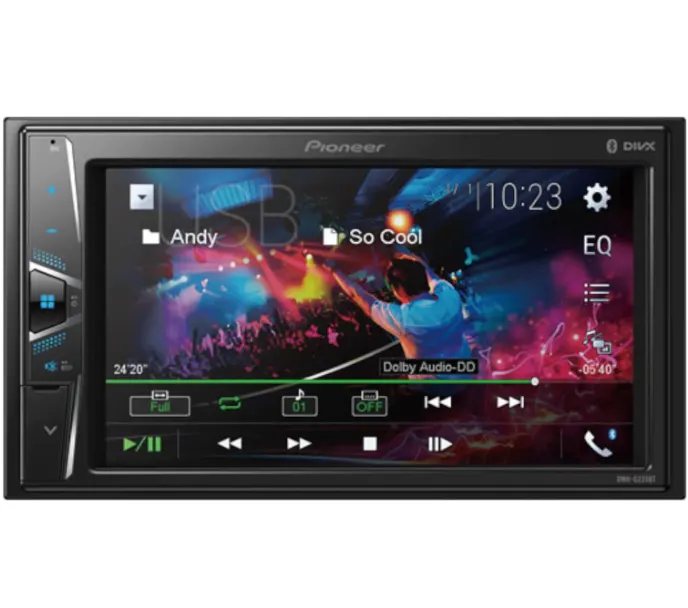 Pioneer
DIVX
USB
10:23
Andy
So Cool
EQ
24'20"
Dolby Audio-DD
-05'40"
Full
01
OFF